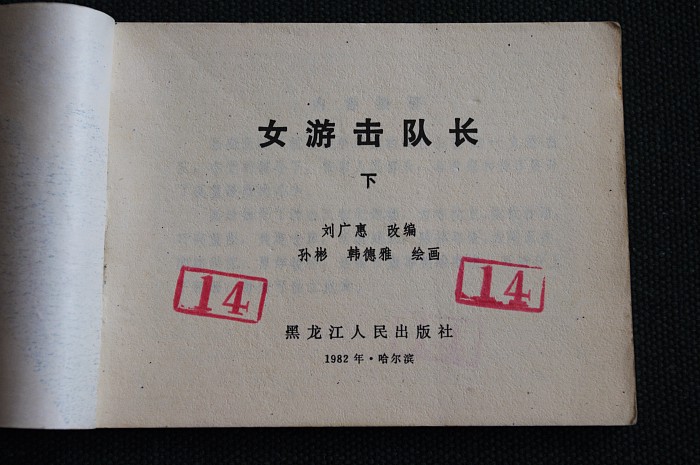 女游击队长
下
刘广惠 改编
孙彬 韩德雅 绘画
14 14
黑龙江人民出版社
1982年·哈尔滨